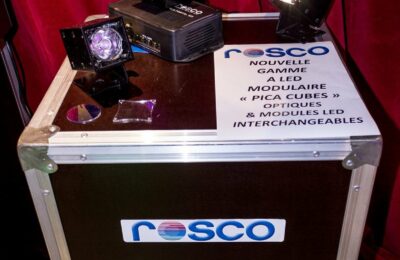 rosco
NOUVELLE
GAMME
A LED
MODULAIRE
« PICA CUBES »
OPTIQUES
& MODULES LED
INTERCHANGEABLES
rosco